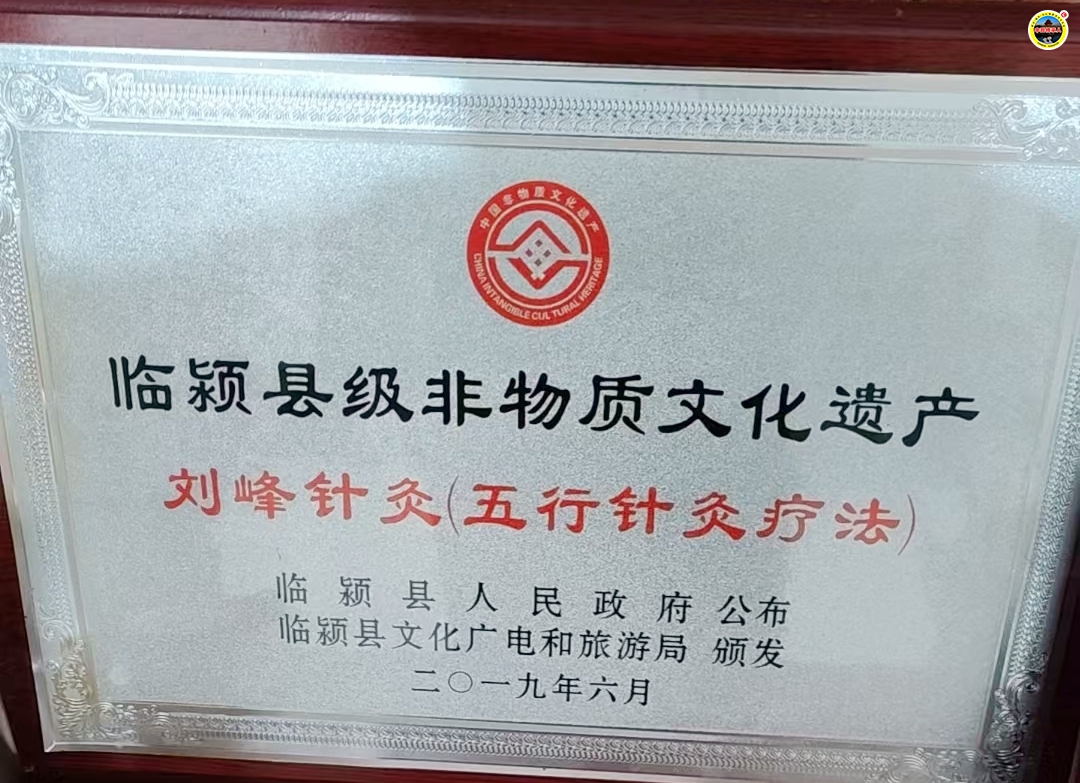 中国非物质文化遗产
CHINA INTANGIBLE CULTURAL HERITAGE
临颍县级非物质文化遗产
刘峰针灸(五行针灸疗法)
临颍县人民政府 公布
临颍县文化广电和旅游局 颁发
二〇一九年六月